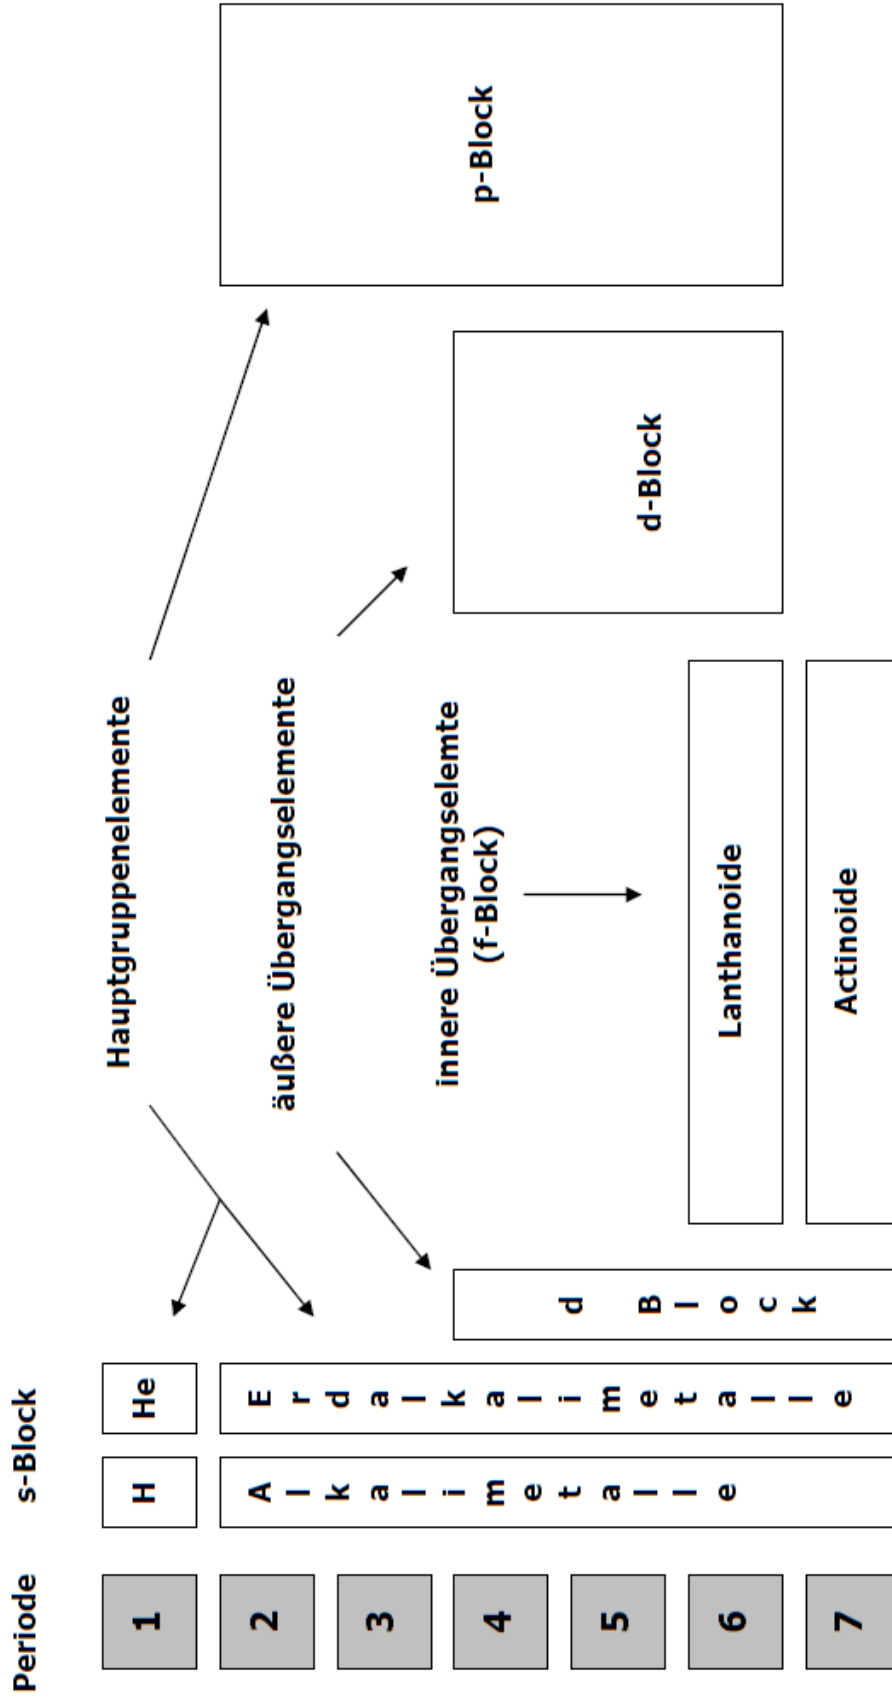 Periode
s-Block
Hauptgruppenelemente
äußere Übergangselemente
innere Übergangselemte
(f-Block)
1
H
He
2
3
4
5
6
7
Alkalimetalle
Erdalkalimetalle
d Block
Lanthanoide
Actinoide
d-Block
p-Block